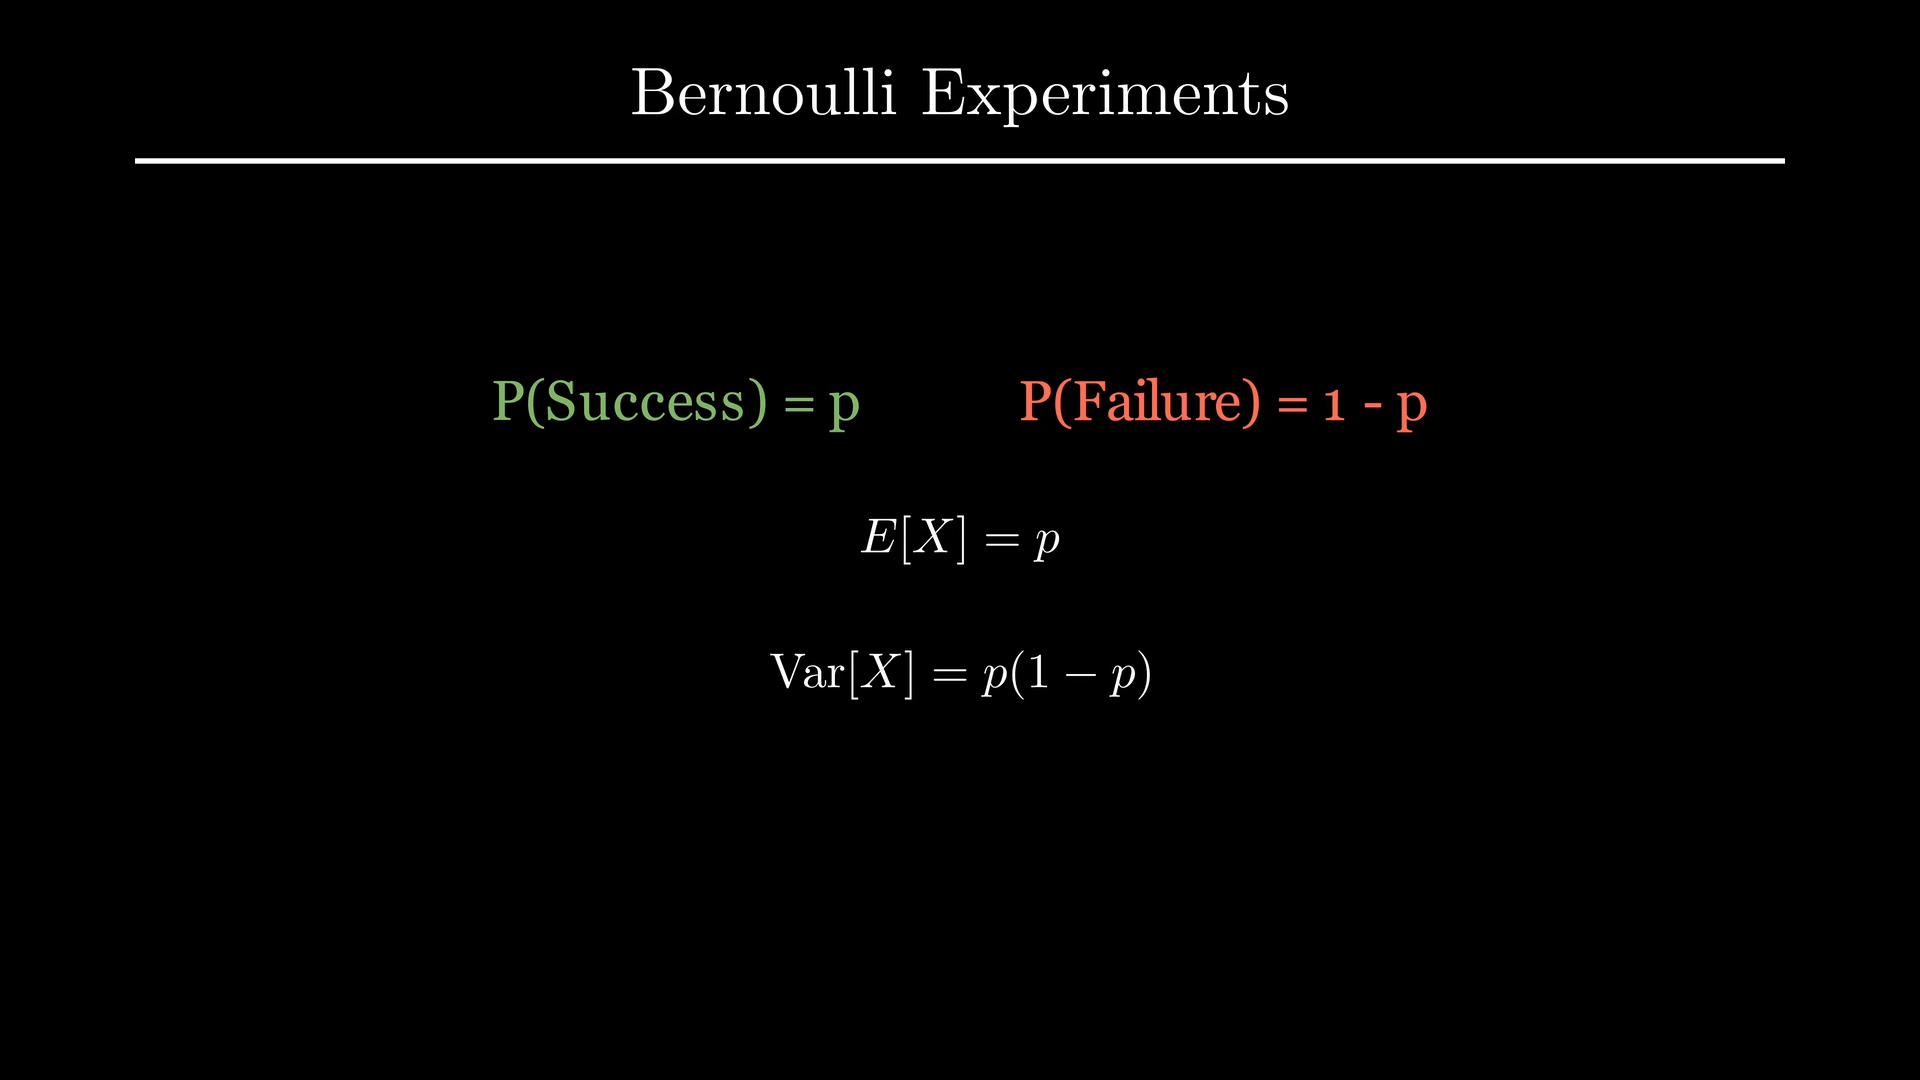 Bernoulli Experiments
P(Success) = p P(Failure) = 1 - p
E[X] = p
Var[X] = p(1 − p)